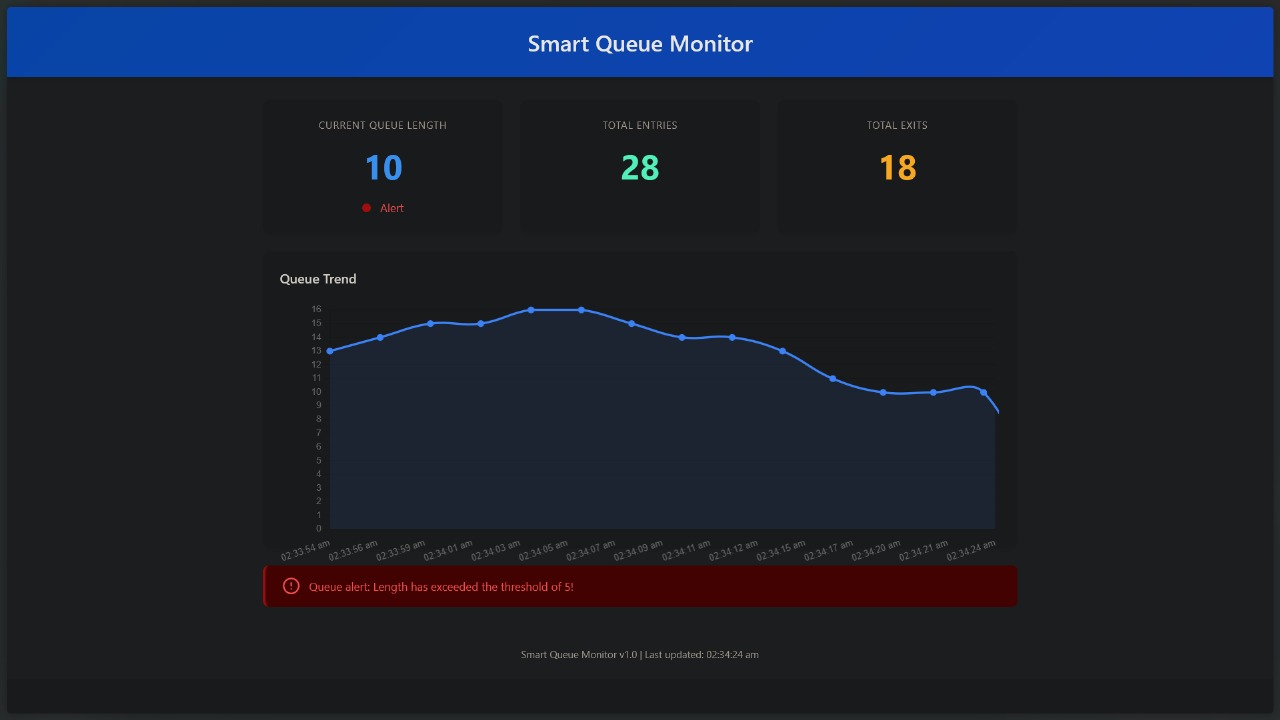 Smart Queue Monitor
CURRENT QUEUE LENGTH
10
Alert
TOTAL ENTRIES
28
TOTAL EXITS
18
Queue Trend
16
15
14
13
12
11
10
9
8
7
6
5
4
3
2
1
0
02:33:54 am
02:33:56 am
02:33:59 am
02:34:01 am
02:34:03 am
02:34:05 am
02:34:07 am
02:34:09 am
02:34:11 am
02:34:12 am
02:34:15 am
02:34:17 am
02:34:20 am
02:34:21 am
02:34:24 am
Queue alert: Length has exceeded the threshold of 5!
Smart Queue Monitor v1.0 | Last updated: 02:34:24 am